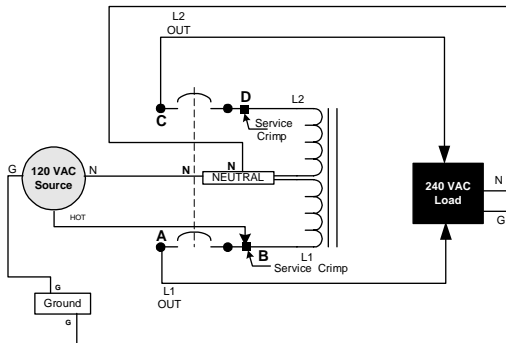 L2
OUT
D
C
L2
Service
Crimp
G
120 VAC
Source
N
N
N
NEUTRAL
240 VAC
Load
N
G
HOT
A
B
L1
Service Crimp
L1
OUT
G
Ground
G